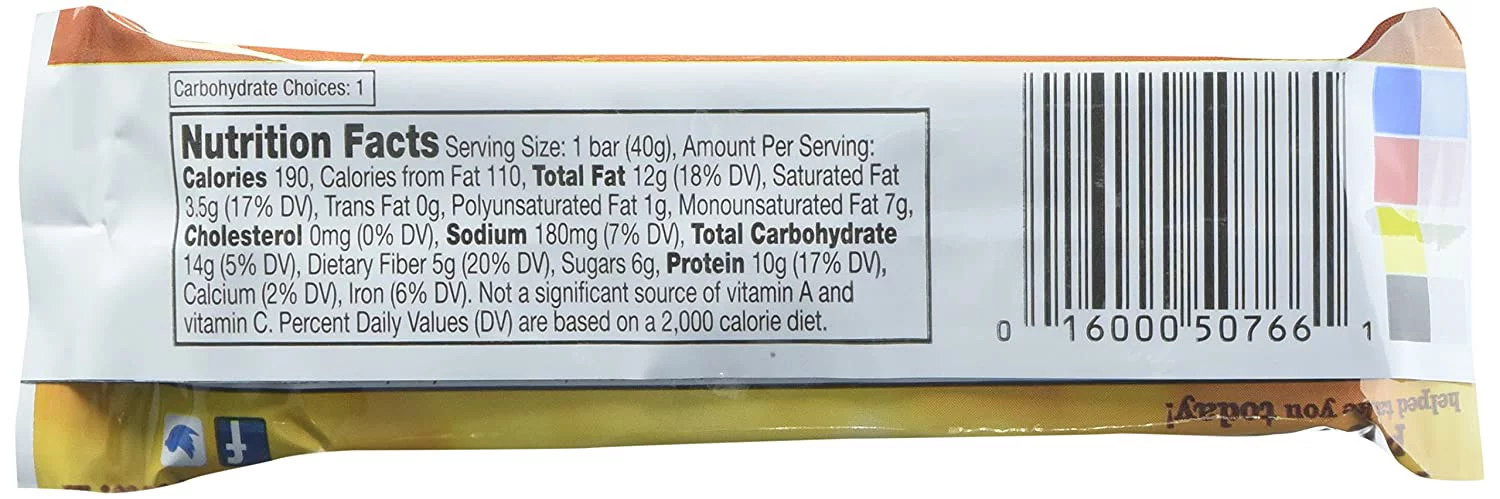 Carbohydrate Choices: 1
Nutrition Facts Serving Size: 1 bar (40g), Amount Per Serving:
Calories 190, Calories from Fat 110, Total Fat 12g (18% DV), Saturated Fat
3.5g (17% DV), Trans Fat 0g, Polyunsaturated Fat 1g, Monounsaturated Fat 7g,
Cholesterol 0mg (0% DV), Sodium 180mg (7% DV), Total Carbohydrate
14g (5% DV), Dietary Fiber 5g (20% DV), Sugars 6g, Protein 10g (17% DV),
Calcium (2% DV), Iron (6% DV). Not a significant source of vitamin A and
vitamin C. Percent Daily Values (DV) are based on a 2,000 calorie diet.
0 16000 50766 1
helped
you today!
f